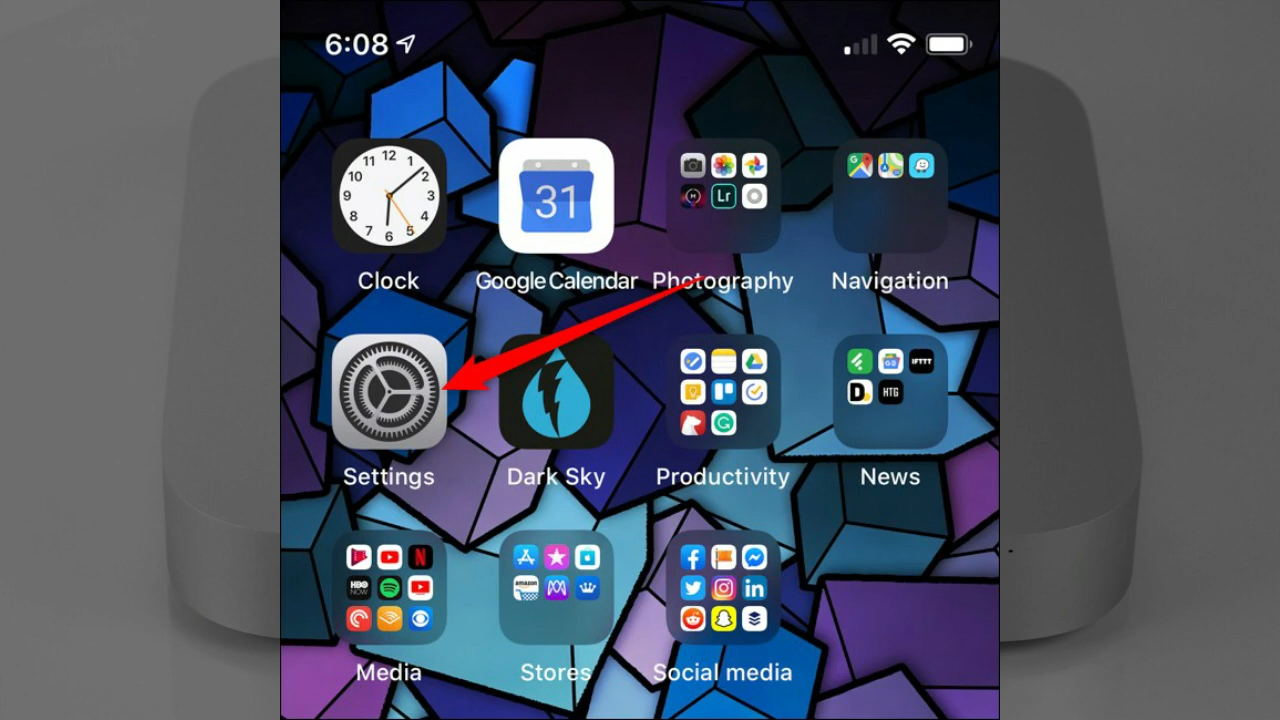 6:08
12
11 1
10 2
9 3
8 4
7 5
6
31
Lr
Clock Google Calendar Photography Navigation
IFTTT
D HTG
Settings Dark Sky Productivity News
N
HBO
NOW
amazon
in
Media Stores Social media